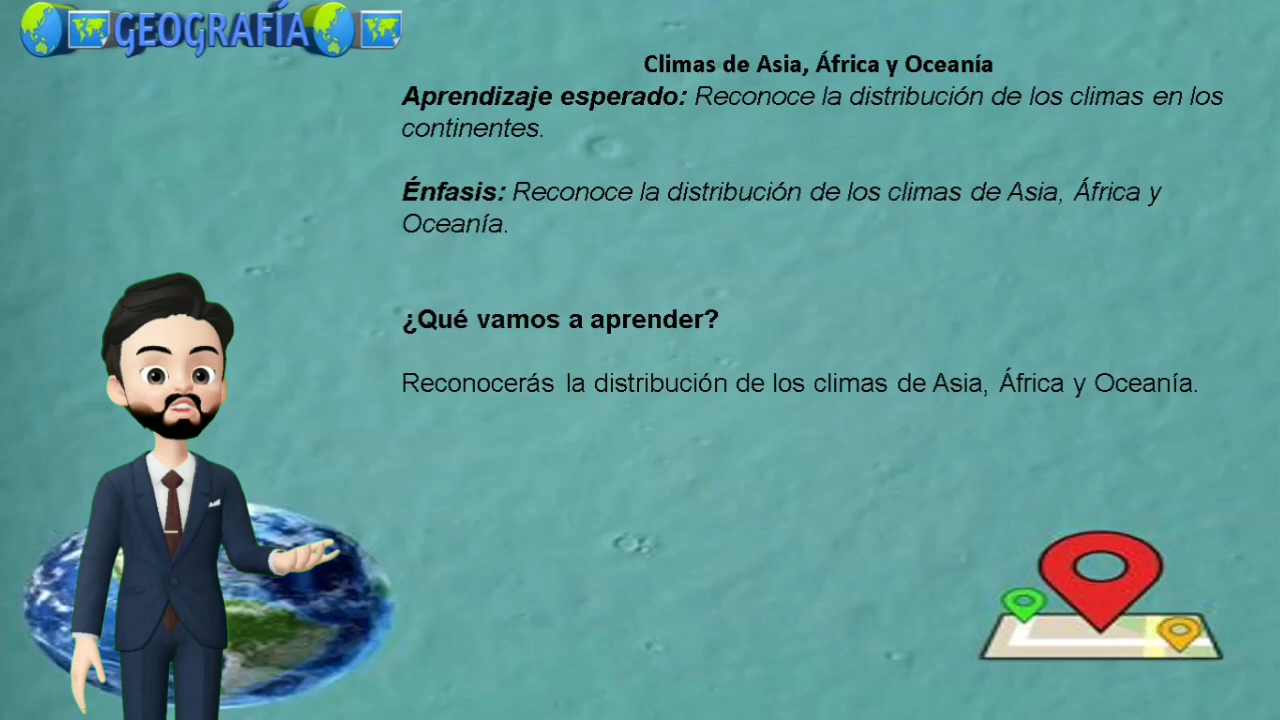 GEOGRAFÍA
Climas de Asia, África y Oceanía
Aprendizaje esperado: Reconoce la distribución de los climas en los
continentes.
Énfasis: Reconoce la distribución de los climas de Asia, África y
Oceanía.
¿Qué vamos a aprender?
Reconocerás la distribución de los climas de Asia, África y Oceanía.